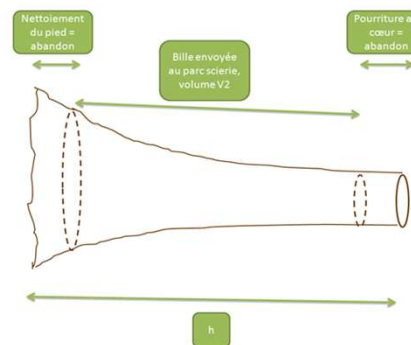 Nettoiement
du pied =
abandon
Bille envoyée
au parc scierie,
volume V2
Pourriture a
cœur =
abandon
h